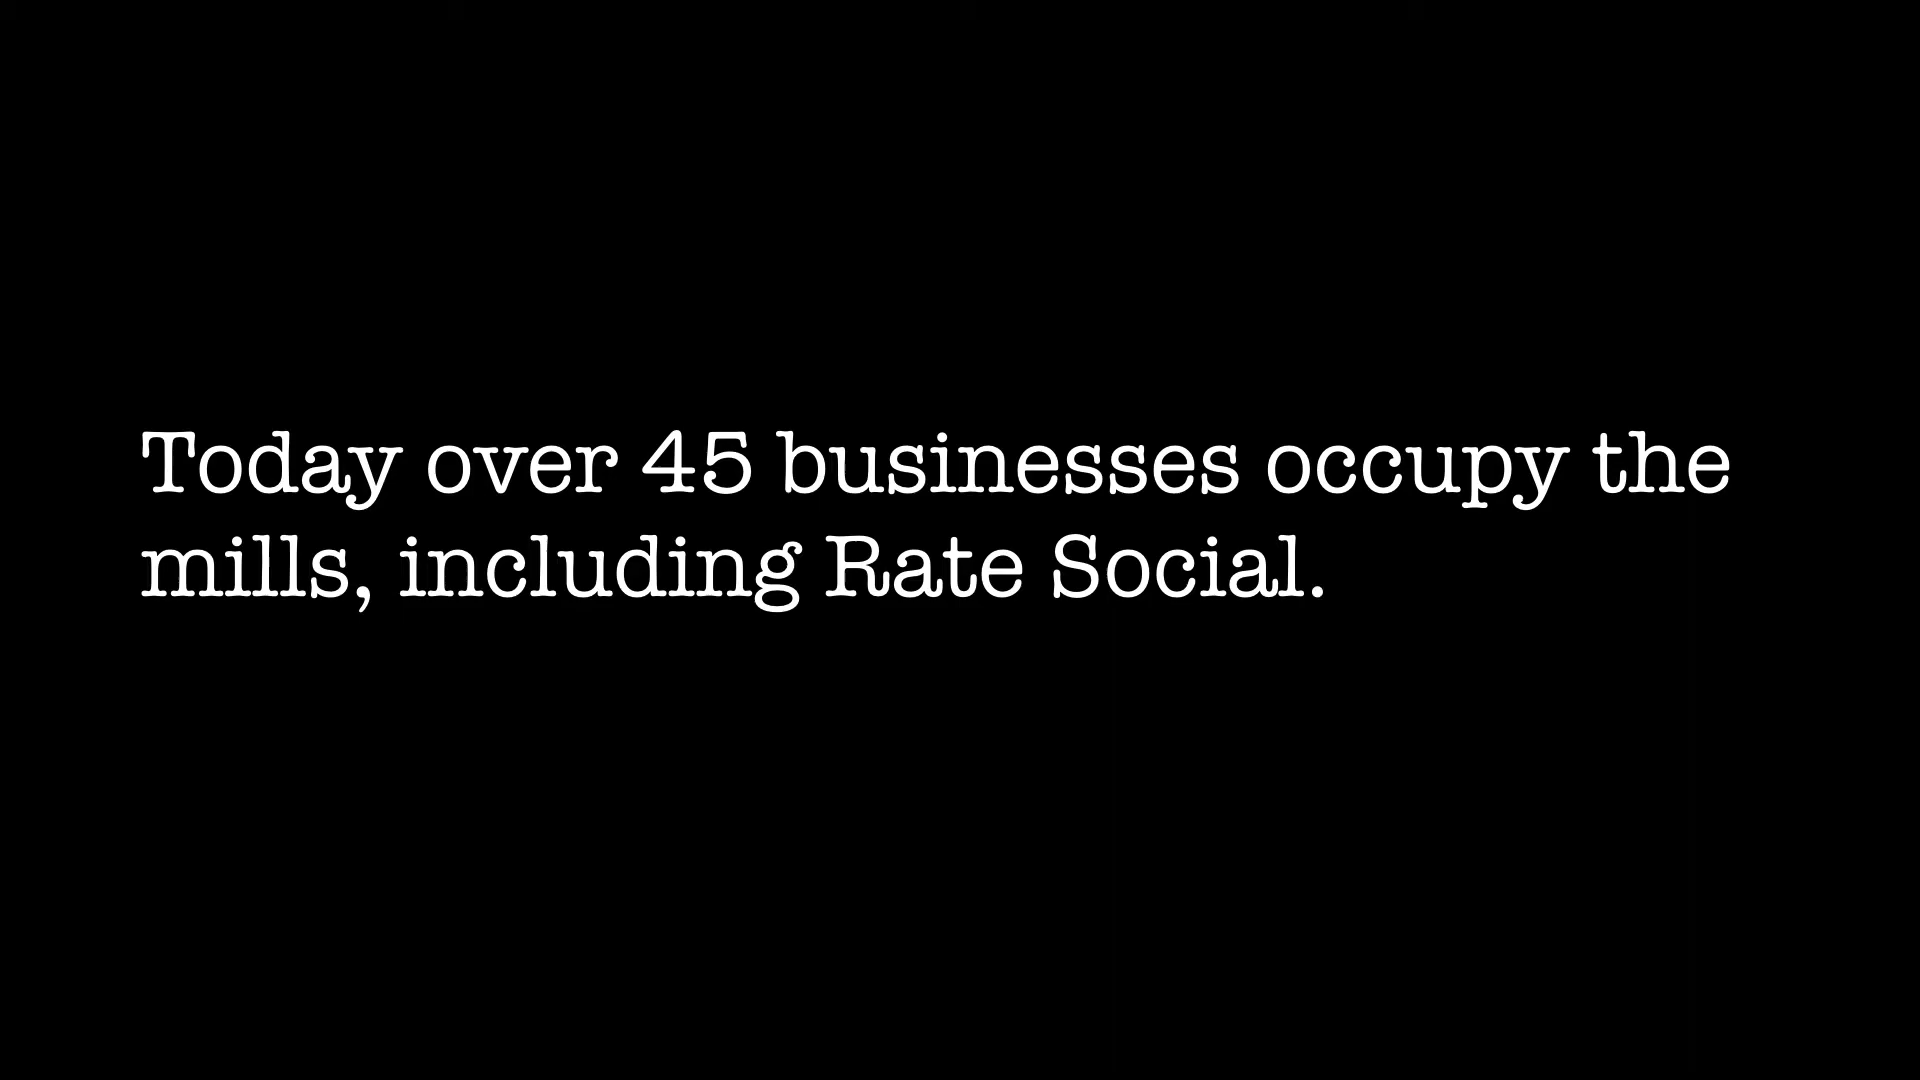 Today over 45 businesses occupy the
mills, including Rate Social.